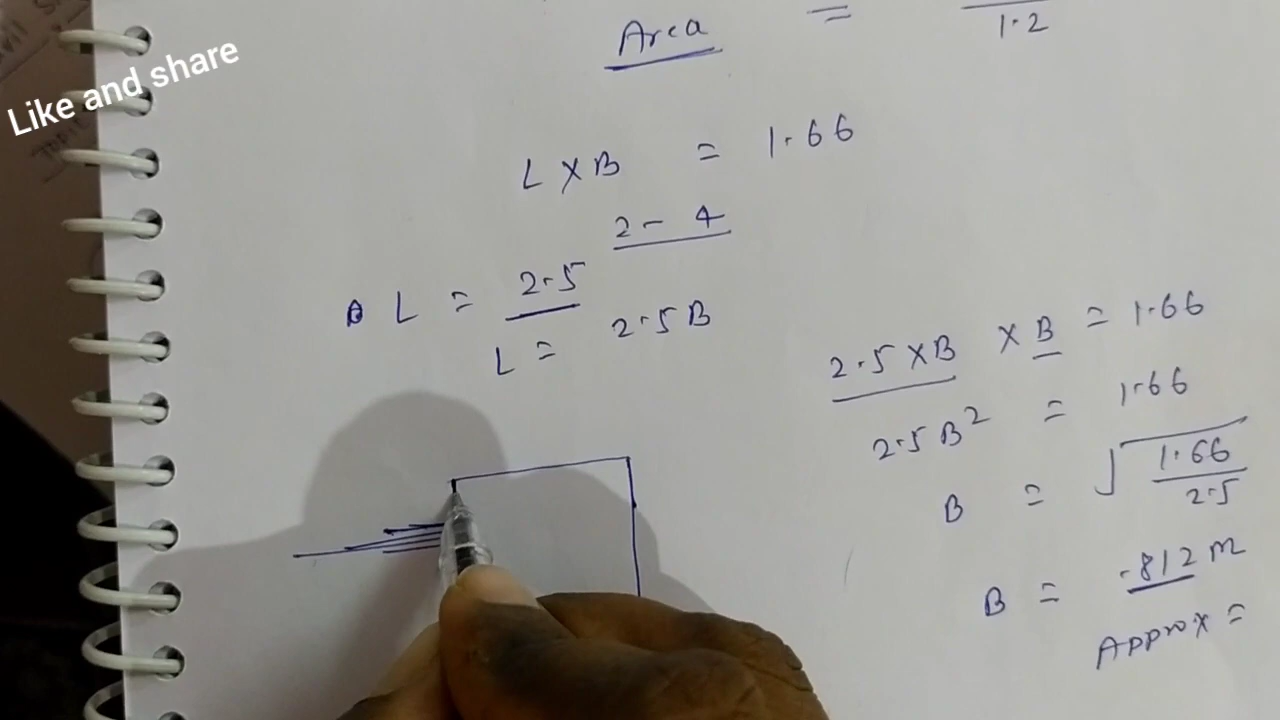 Like and share
Area = 1.2
L × B = 1.66
2 - 4
L = 2.5
L = 2.5B
2.5 × B × B = 1.66
2.5 B² = 1.66
B = √1.66/2.5
B = .812 m
Approx =